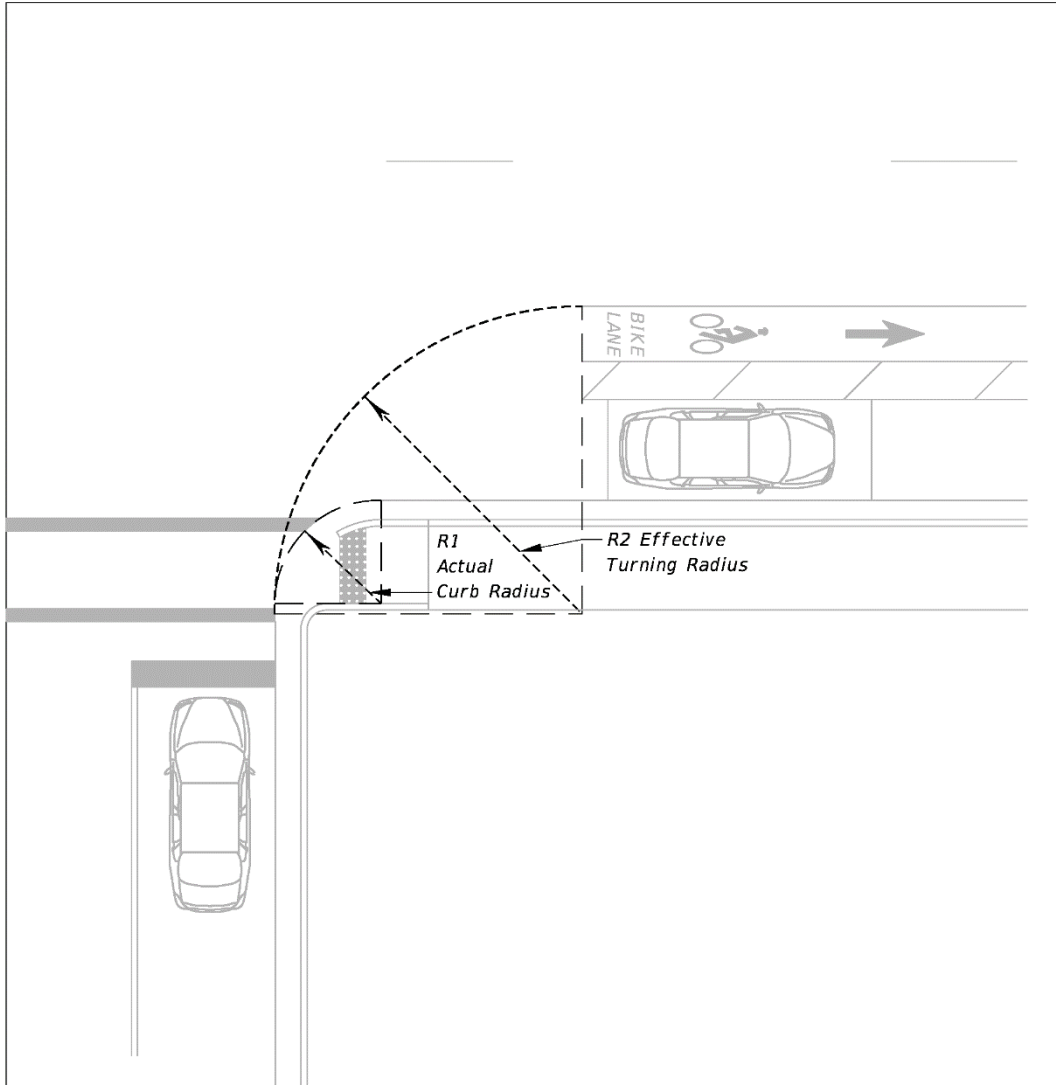 BIKE
LANE
R1
Actual
Curb Radius
R2 Effective
Turning Radius